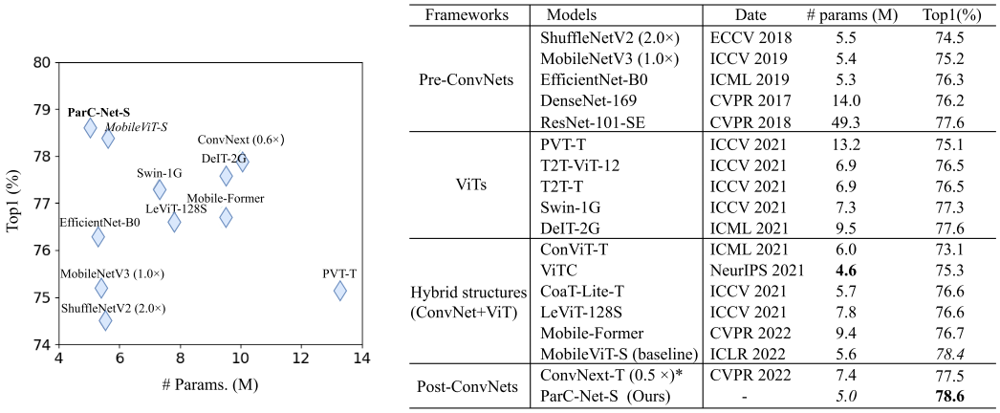 80
79
78
77
76
75
74
4 6 8 10 12 14
Top1 (%)
# Params. (M)
ParC-Net-S
MobileViT-S
ConvNext (0.6×)
DeIT-2G
Swin-1G
Mobile-Former
LeViT-128S
EfficientNet-B0
MobileNetV3 (1.0×)
PVT-T
ShuffleNetV2 (2.0×)
Frameworks Models Date # params (M) Top1(%)
Pre-ConvNets
ShuffleNetV2 (2.0×) ECCV 2018 5.5 74.5
MobileNetV3 (1.0×) ICCV 2019 5.4 75.2
EfficientNet-B0 ICML 2019 5.3 76.3
DenseNet-169 CVPR 2017 14.0 76.2
ResNet-101-SE CVPR 2018 49.3 77.6
ViTs
PVT-T ICCV 2021 13.2 75.1
T2T-ViT-12 ICCV 2021 6.9 76.5
T2T-T ICCV 2021 6.9 76.5
Swin-1G ICCV 2021 7.3 77.3
DeIT-2G ICML 2021 9.5 77.6
Hybrid structures
(ConvNet+ViT)
ConViT-T ICML 2021 6.0 73.1
ViTC NeurIPS 2021 4.6 75.3
CoaT-Lite-T ICCV 2021 5.7 76.6
LeViT-128S ICCV 2021 7.8 76.6
Mobile-Former CVPR 2022 9.4 76.7
MobileViT-S (baseline) ICLR 2022 5.6 78.4
Post-ConvNets
ConvNext-T (0.5 ×)* CVPR 2022 7.4 77.5
ParC-Net-S (Ours) - 5.0 78.6